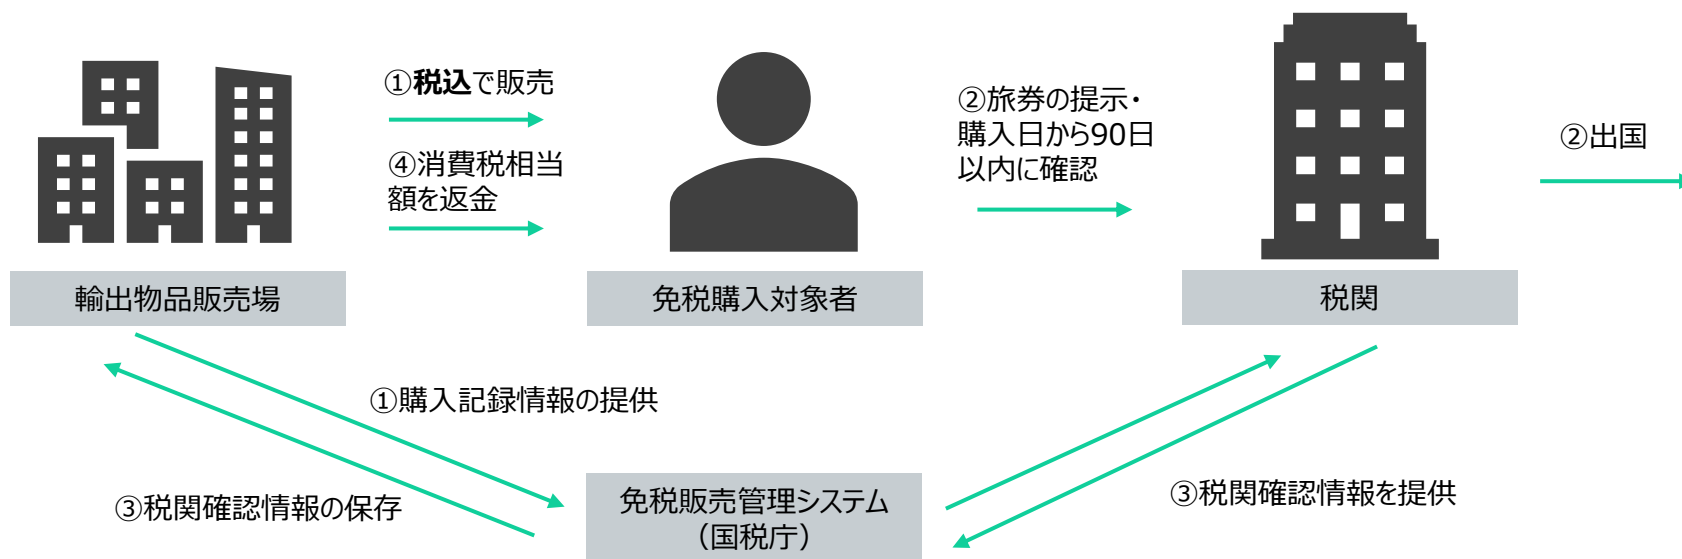 ①税込で販売
④消費税相当
額を返金
②旅券の提示・
購入日から90日
以内に確認
②出国
輸出物品販売場
免税購入対象者
税関
①購入記録情報の提供
③税関確認情報の保存
免税販売管理システム
（国税庁）
③税関確認情報を提供